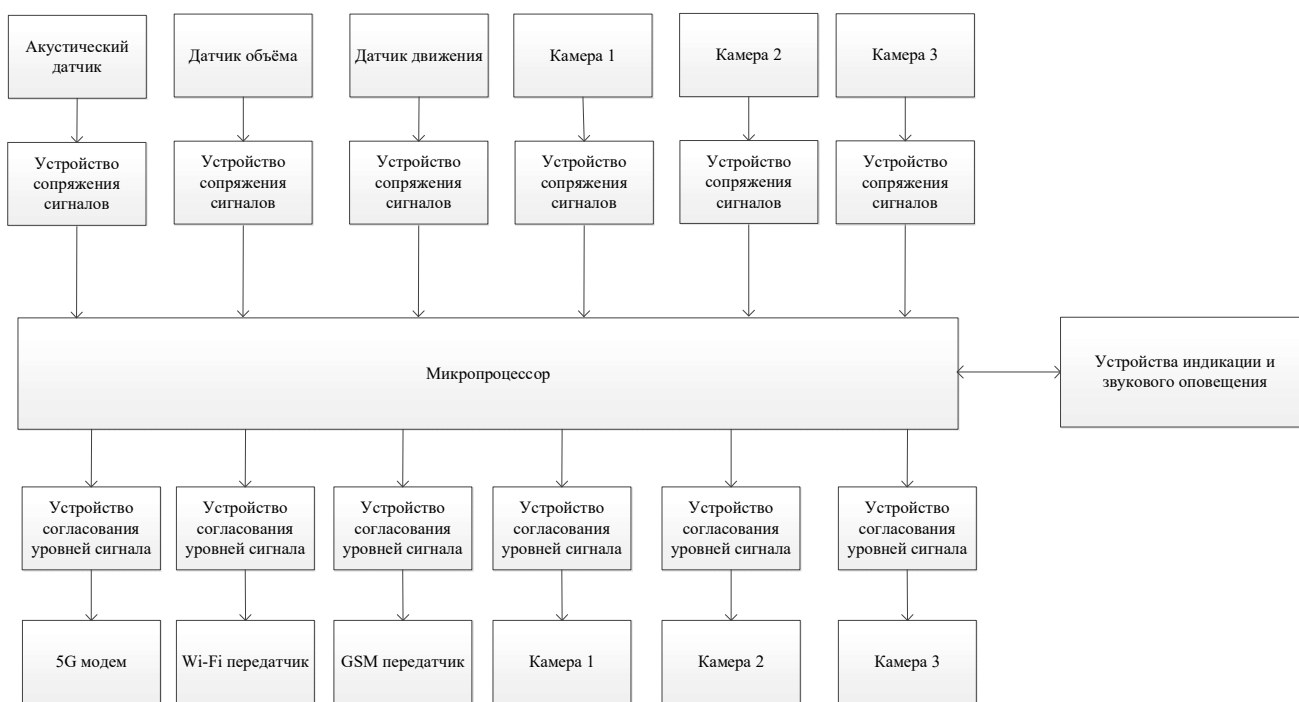 Акустический
датчик
Датчик объёма
Датчик движения
Камера 1
Камера 2
Камера 3
Устройство
сопряжения
сигналов
Устройство
сопряжения
сигналов
Устройство
сопряжения
сигналов
Устройство
сопряжения
сигналов
Устройство
сопряжения
сигналов
Устройство
сопряжения
сигналов
Микропроцессор
Устройства индикации и
звукового оповещения
Устройство
согласования
уровней сигнала
Устройство
согласования
уровней сигнала
Устройство
согласования
уровней сигнала
Устройство
согласования
уровней сигнала
Устройство
согласования
уровней сигнала
Устройство
согласования
уровней сигнала
5G модем
Wi-Fi передатчик
GSM передатчик
Камера 1
Камера 2
Камера 3